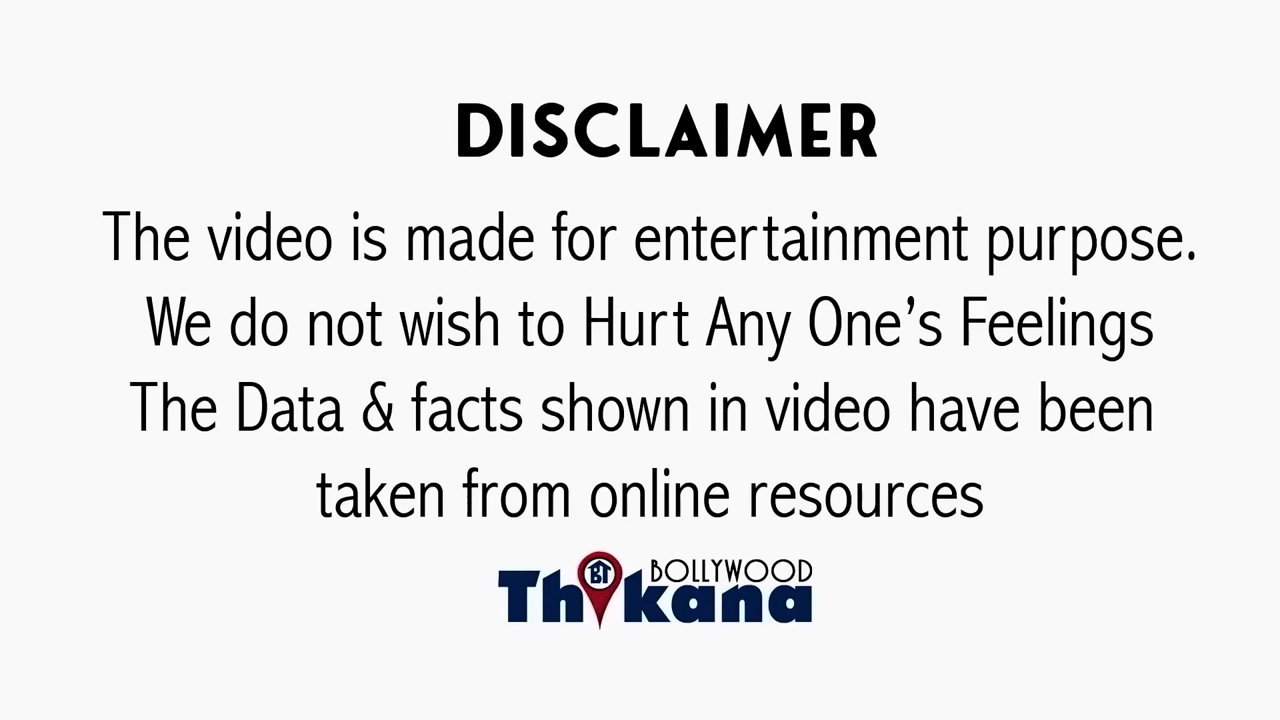 DISCLAIMER
The video is made for entertainment purpose.
We do not wish to Hurt Any One’s Feelings
The Data & facts shown in video have been
taken from online resources
BOLLYWOOD
BT
Thikana